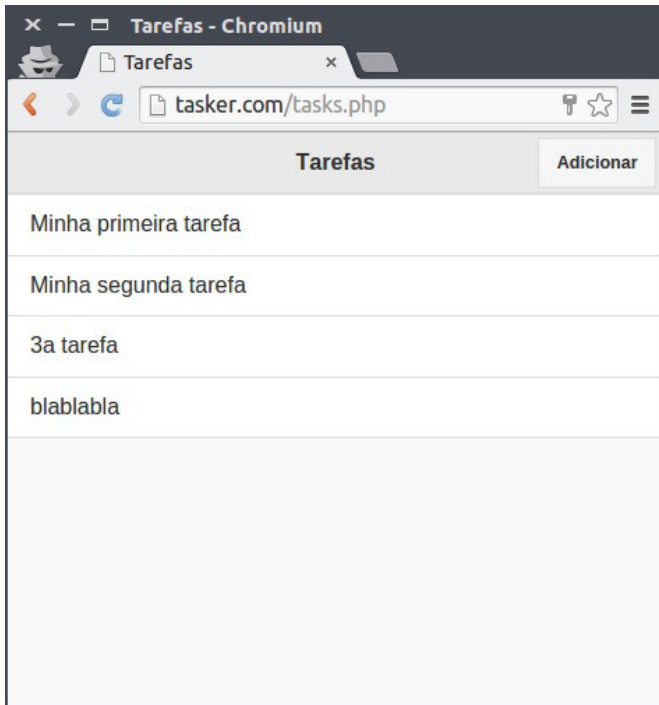 Tarefas - Chromium
Tarefas
tasker.com/tasks.php
Tarefas
Adicionar
Minha primeira tarefa
Minha segunda tarefa
3a tarefa
blablabla